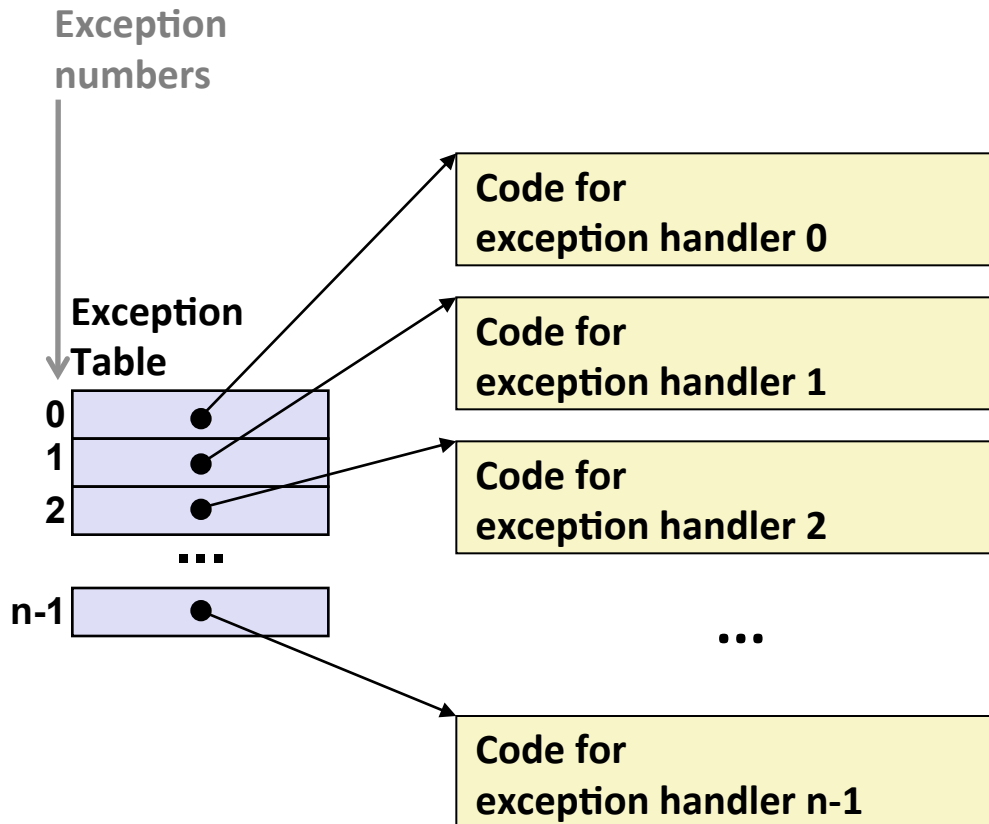 Exception
numbers
Code for
exception handler 0
Exception
Table
Code for
exception handler 1
0
1
2
Code for
exception handler 2
...
n-1
...
Code for
exception handler n-1